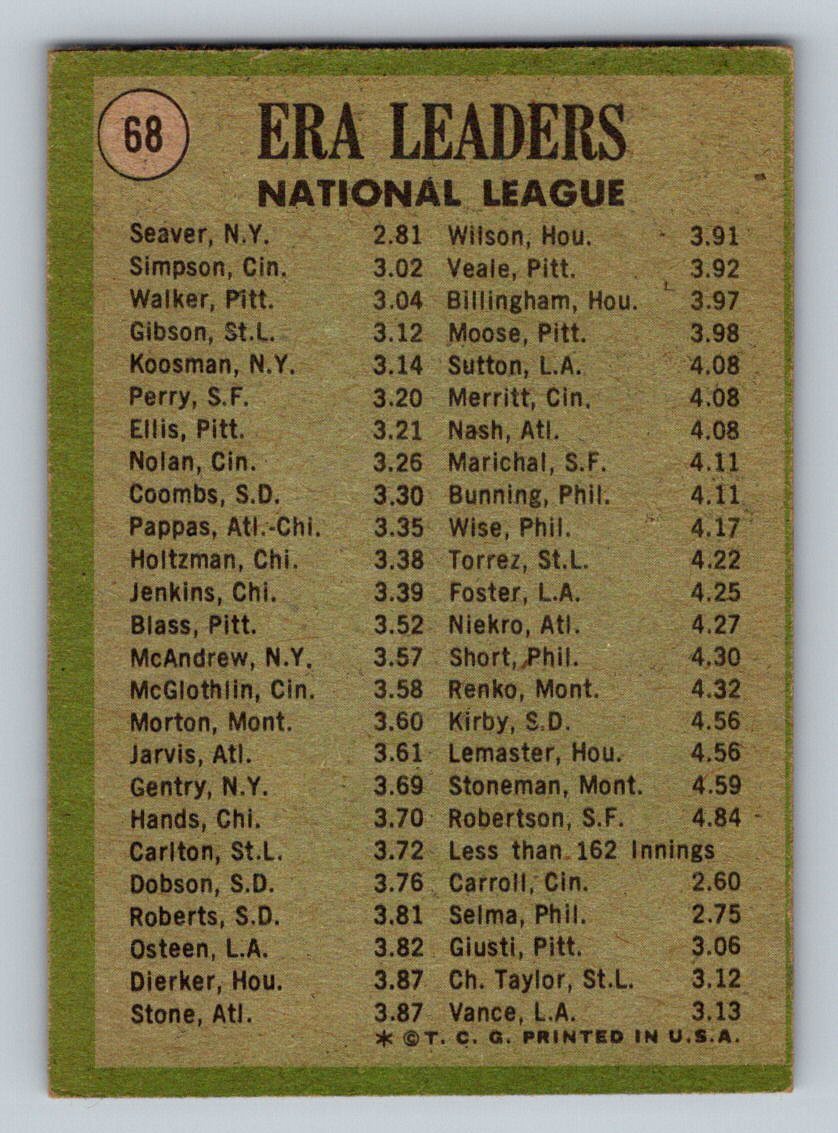 68
ERA LEADERS
NATIONAL LEAGUE
Seaver, N.Y. 2.81
Simpson, Cin. 3.02
Walker, Pitt. 3.04
Gibson, St.L. 3.12
Koosman, N.Y. 3.14
Perry, S.F. 3.20
Ellis, Pitt. 3.21
Nolan, Cin. 3.26
Coombs, S.D. 3.30
Pappas, Atl.-Chi. 3.35
Holtzman, Chi. 3.38
Jenkins, Chi. 3.39
Blass, Pitt. 3.52
McAndrew, N.Y. 3.57
McGlothlin, Cin. 3.58
Morton, Mont. 3.60
Jarvis, Atl. 3.61
Gentry, N.Y. 3.69
Hands, Chi. 3.70
Carlton, St.L. 3.72
Dobson, S.D. 3.76
Roberts, S.D. 3.81
Osteen, L.A. 3.82
Dierker, Hou. 3.87
Stone, Atl. 3.87
Wilson, Hou. 3.91
Veale, Pitt. 3.92
Billingham, Hou. 3.97
Moose, Pitt. 3.98
Sutton, L.A. 4.08
Merritt, Cin. 4.08
Nash, Atl. 4.08
Marichal, S.F. 4.11
Bunning, Phil. 4.11
Wise, Phil. 4.17
Torrez, St.L. 4.22
Foster, L.A. 4.25
Niekro, Atl. 4.27
Short, Phil. 4.30
Renko, Mont. 4.32
Kirby, S.D. 4.56
Lemaster, Hou. 4.56
Stoneman, Mont. 4.59
Robertson, S.F. 4.84
Less than 162 Innings
Carroll, Cin. 2.60
Selma, Phil. 2.75
Giusti, Pitt. 3.06
Ch. Taylor, St.L. 3.12
Vance, L.A. 3.13
* © T. C. G. PRINTED IN U.S.A.